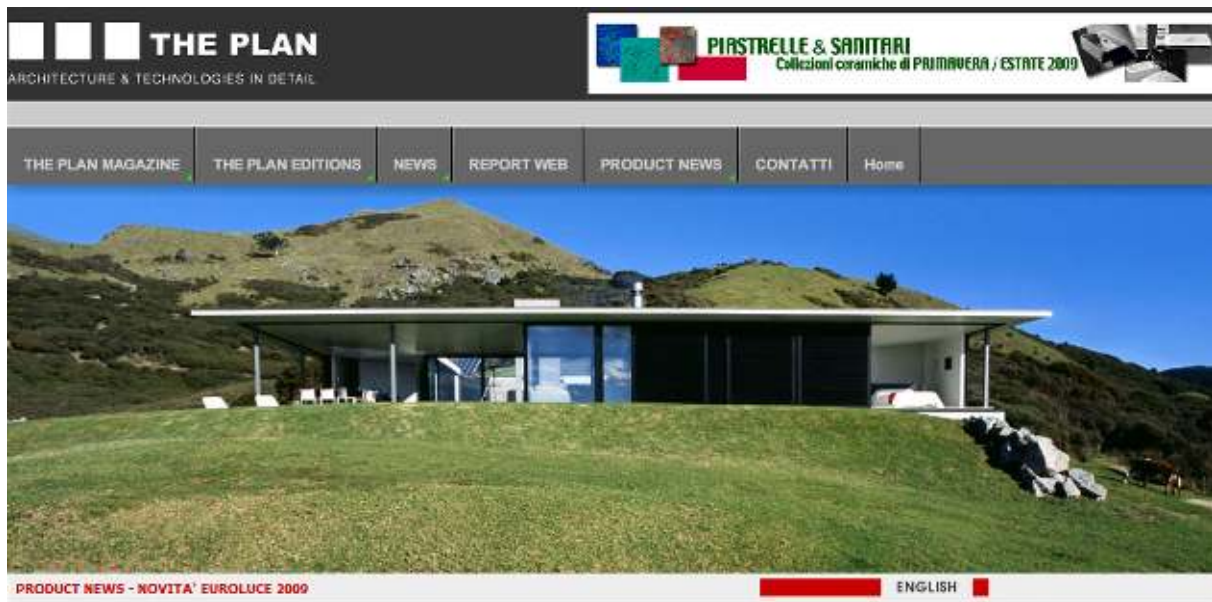 THE PLAN
ARCHITECTURE & TECHNOLOGIES IN DETAIL
PIASTRELLE & SANITARI
Collezioni ceramiche di PRIMAVERA / ESTATE 2009
THE PLAN MAGAZINE THE PLAN EDITIONS NEWS REPORT WEB PRODUCT NEWS CONTATTI Home
PRODUCT NEWS - NOVITA' EUROLUCE 2009 ENGLISH